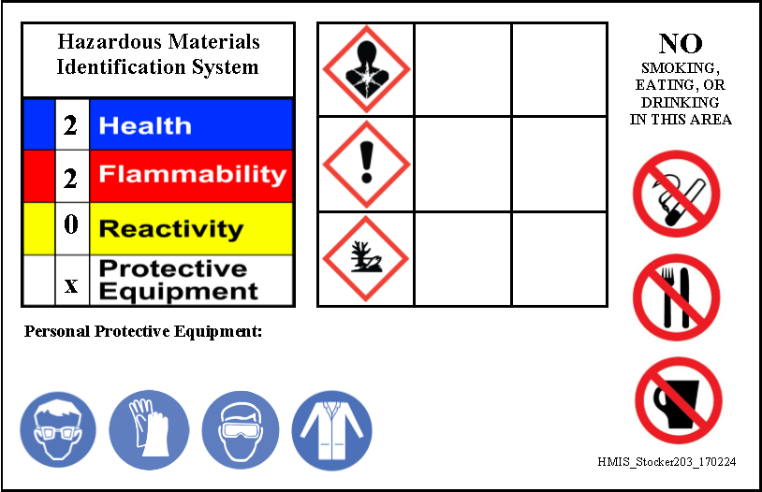 Hazardous Materials
Identification System
2 Health
2 Flammability
0 Reactivity
x Protective
Equipment
Personal Protective Equipment:
NO
SMOKING,
EATING, OR
DRINKING
IN THIS AREA
HMIS_Stocker203_170224